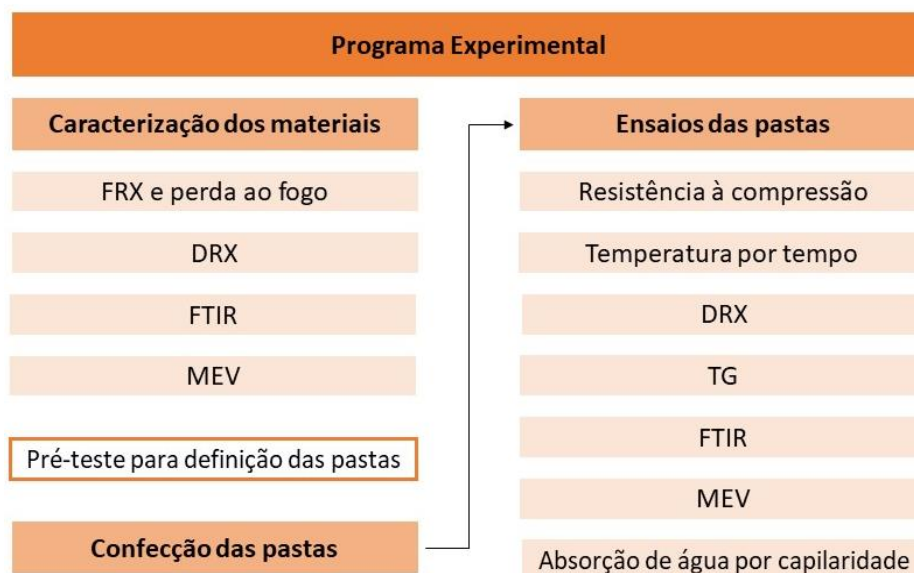 Programa Experimental
Caracterização dos materiais
FRX e perda ao fogo
DRX
FTIR
MEV
Pré-teste para definição das pastas
Confecção das pastas
Ensaios das pastas
Resistência à compressão
Temperatura por tempo
DRX
TG
FTIR
MEV
Absorção de água por capilaridade